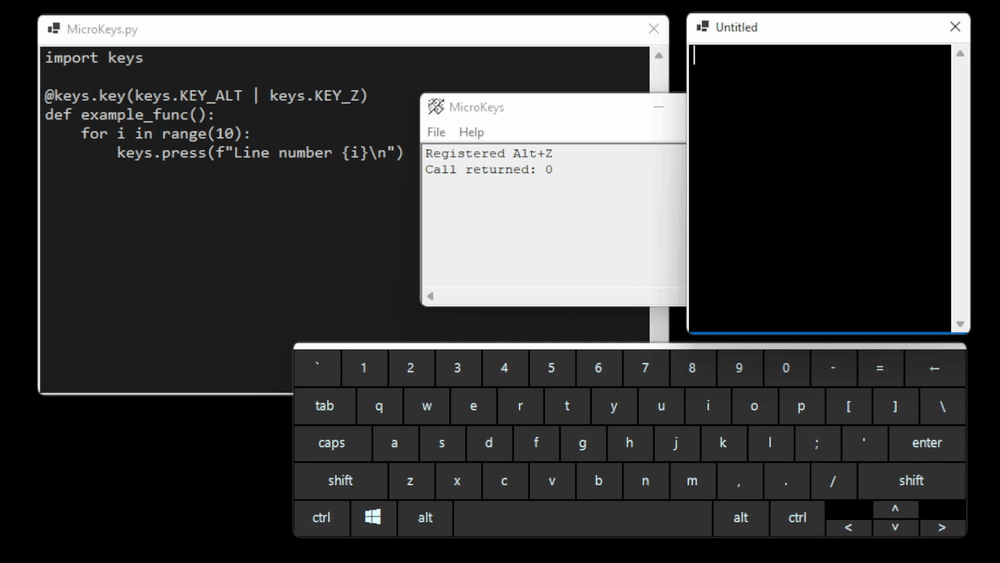 MicroKeys.py
import keys
@keys.key(keys.KEY_ALT | keys.KEY_Z)
def example_func():
    for i in range(10):
        keys.press(f"Line number {i}\n")
MicroKeys
File Help
Registered Alt+Z
Call returned: 0
Untitled
` 1 2 3 4 5 6 7 8 9 0 - = ←
tab q w e r t y u i o p [ ] \
caps a s d f g h j k l ; ' enter
shift z x c v b n m , . / shift
ctrl alt alt ctrl < ^ v >